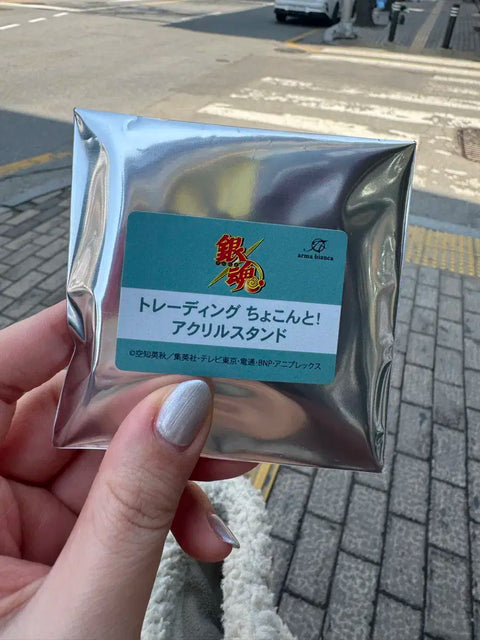 銀魂
arma bianca
トレーディング ちょこんと!
アクリルスタンド
©空知英秋／集英社・テレビ東京・電通・BNP・アニプレックス